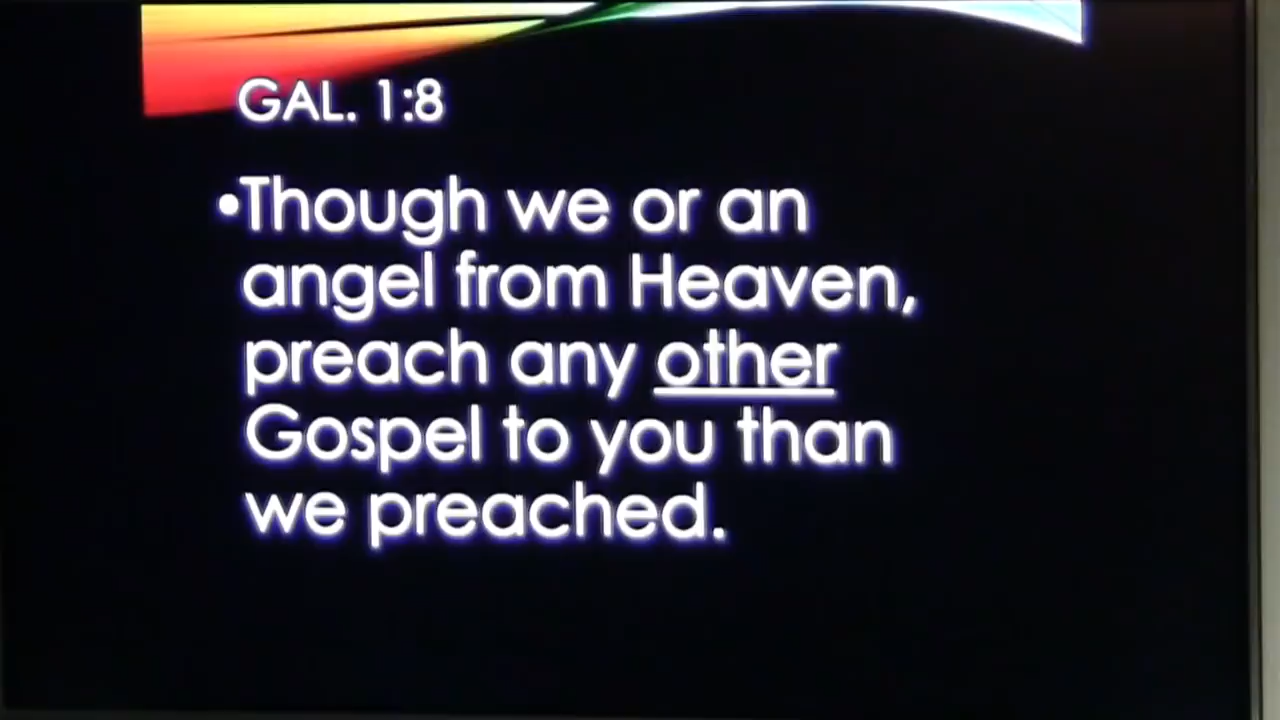 GAL. 1:8
•Though we or an
angel from Heaven,
preach any other
Gospel to you than
we preached.